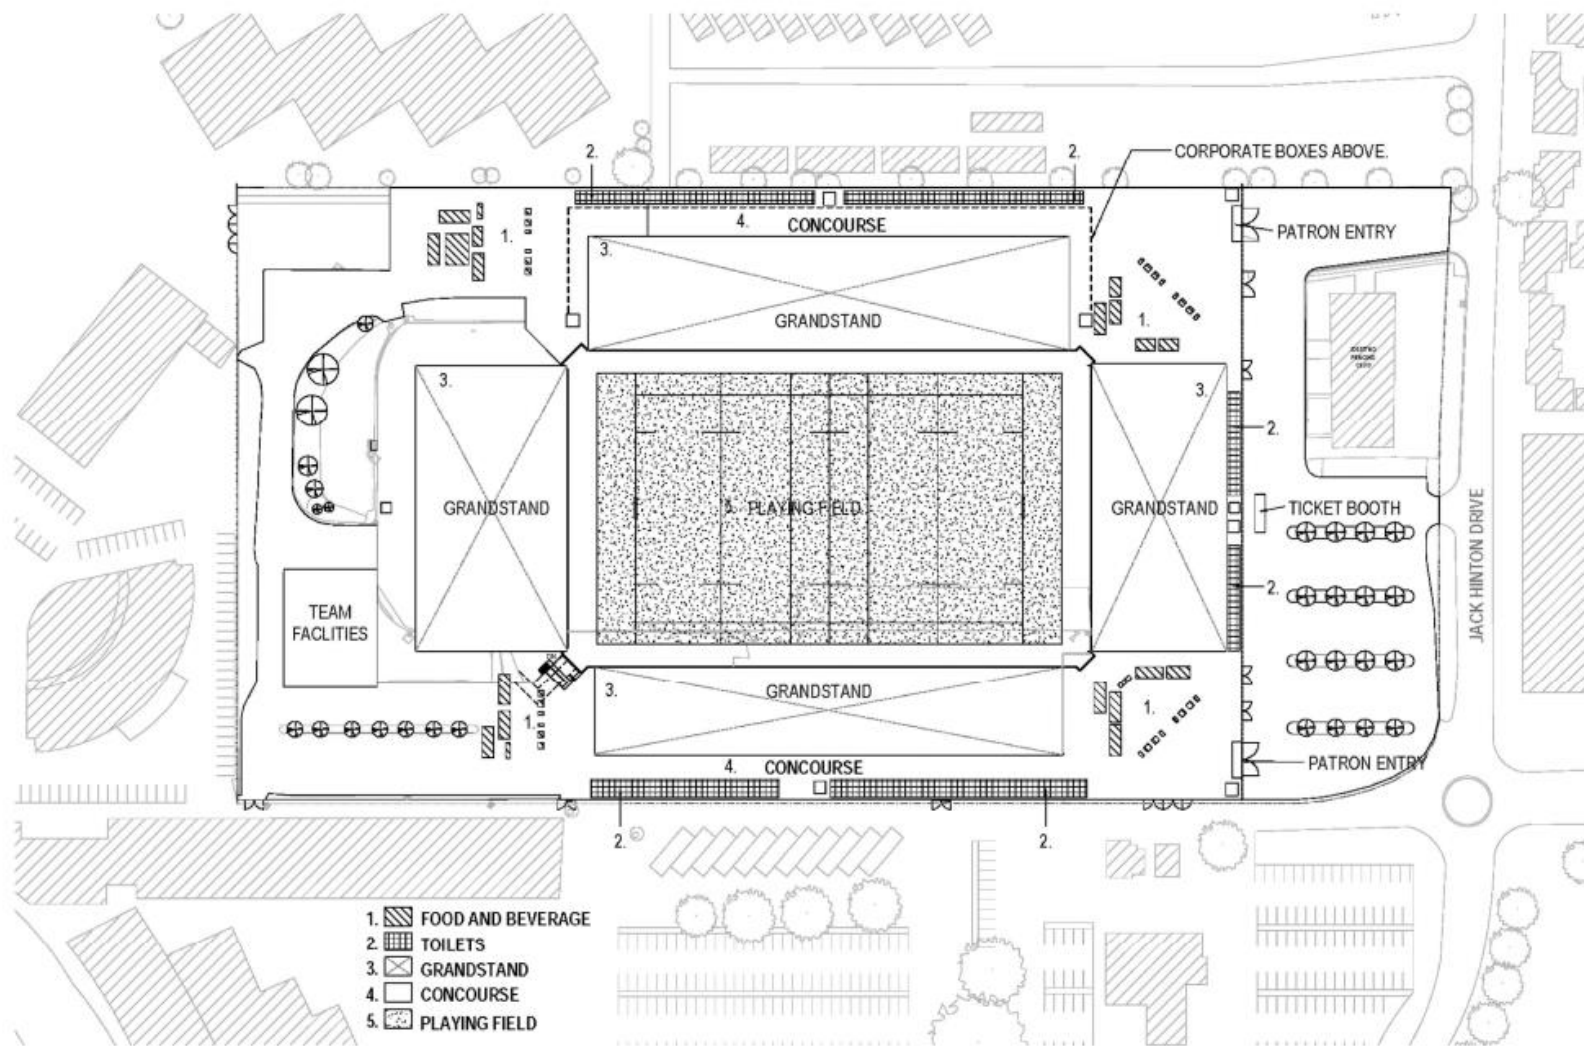 2.
2.
CORPORATE BOXES ABOVE.
4.
CONCOURSE
1.
3.
PATRON ENTRY
GRANDSTAND
1.
3.
3.
2.
GRANDSTAND
PLAYING FIELD
GRANDSTAND
TICKET BOOTH
JACK HINTON DRIVE
2.
TEAM
FACLITIES
3.
GRANDSTAND
1.
1.
4.
CONCOURSE
PATRON ENTRY
2.
2.
1. FOOD AND BEVERAGE
2. TOILETS
3. GRANDSTAND
4. CONCOURSE
5. PLAYING FIELD